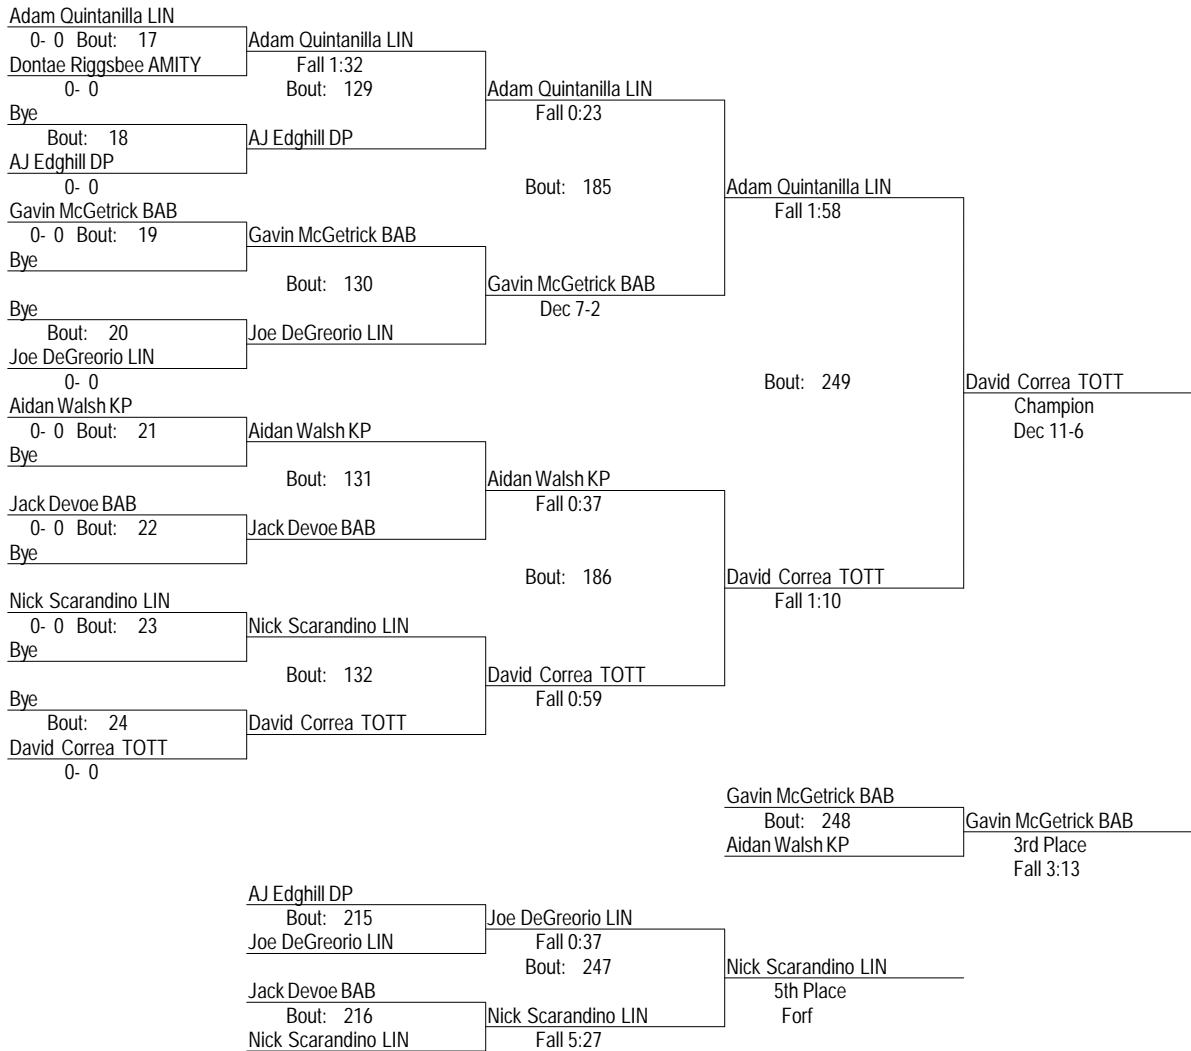 Adam Quintanilla LIN
0- 0 Bout: 17
Adam Quintanilla LIN
Dontae Riggsbee AMITY
Fall 1:32
0- 0
Bout: 129
Adam Quintanilla LIN
Bye
Fall 0:23
Bout: 18
AJ Edghill DP
AJ Edghill DP
0- 0
Bout: 185
Adam Quintanilla LIN
Gavin McGetrick BAB
Fall 1:58
0- 0 Bout: 19
Gavin McGetrick BAB
Bye
Bout: 130
Gavin McGetrick BAB
Bye
Dec 7-2
Bout: 20
Joe DeGreorio LIN
Joe DeGreorio LIN
0- 0
Bout: 249
David Correa TOTT
Aidan Walsh KP
Champion
0- 0 Bout: 21
Aidan Walsh KP
Dec 11-6
Bye
Bout: 131
Aidan Walsh KP
Jack Devoe BAB
Fall 0:37
0- 0 Bout: 22
Jack Devoe BAB
Bye
Bout: 186
David Correa TOTT
Nick Scarandino LIN
Fall 1:10
0- 0 Bout: 23
Nick Scarandino LIN
Bye
Bout: 132
David Correa TOTT
Bye
Fall 0:59
Bout: 24
David Correa TOTT
David Correa TOTT
0- 0
Gavin McGetrick BAB
Bout: 248
Gavin McGetrick BAB
Aidan Walsh KP
3rd Place
Fall 3:13
AJ Edghill DP
Bout: 215
Joe DeGreorio LIN
Joe DeGreorio LIN
Fall 0:37
Bout: 247
Nick Scarandino LIN
Jack Devoe BAB
5th Place
Bout: 216
Nick Scarandino LIN
Forf
Nick Scarandino LIN
Fall 5:27